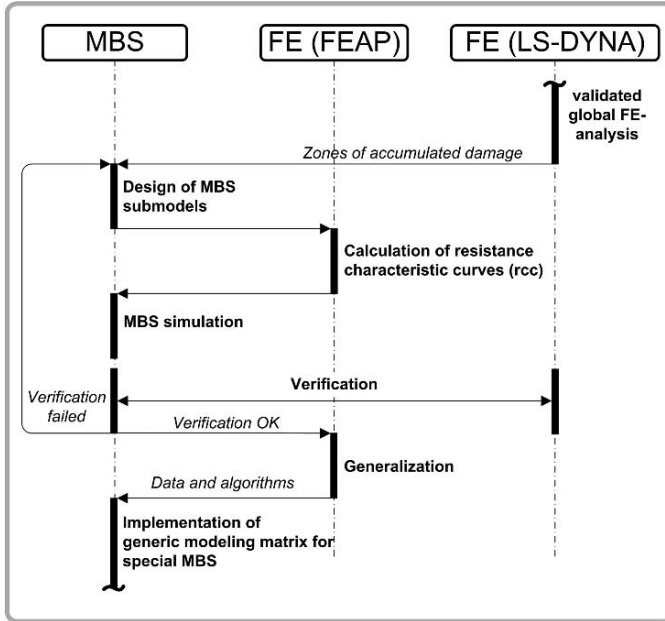 MBS
FE (FEAP)
FE (LS-DYNA)
validated
global FE-
analysis
Zones of accumulated damage
Design of MBS
submodels
Calculation of resistance
characteristic curves (rcc)
MBS simulation
Verification
Verification
failed
Verification OK
Generalization
Data and algorithms
Implementation of
generic modeling matrix for
special MBS